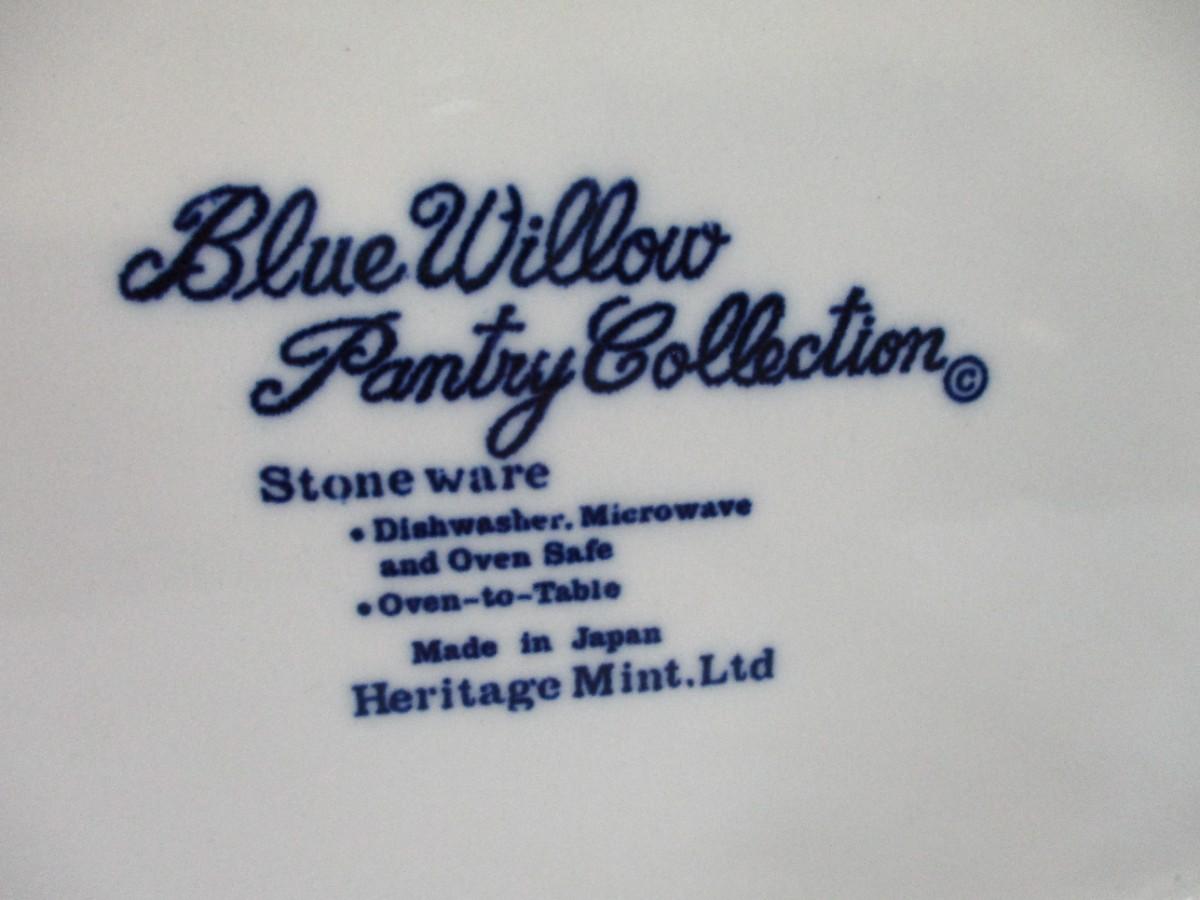 Blue Willow
Pantry Collection ©
Stoneware
• Dishwasher. Microwave
and Oven Safe
• Oven-to-Table
Made in Japan
Heritage Mint. Ltd